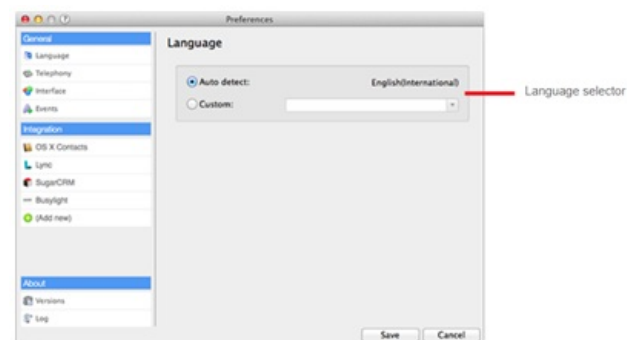 Preferences
General
Language
Telephony
Interface
Events
Integration
OS X Contacts
Lync
SugarCRM
Busylight
(Add new)
About
Versions
Log
Language
Auto detect:
English(International)
Custom:
Save
Cancel
Language selector